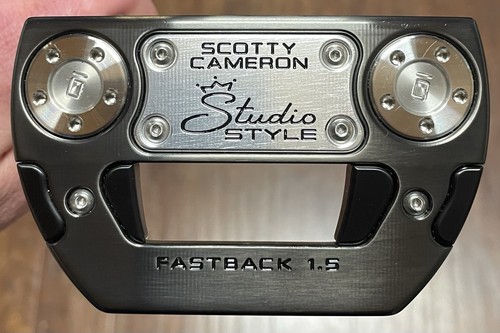 SCOTTY
CAMERON
Studio
STYLE
FASTBACK 1.5